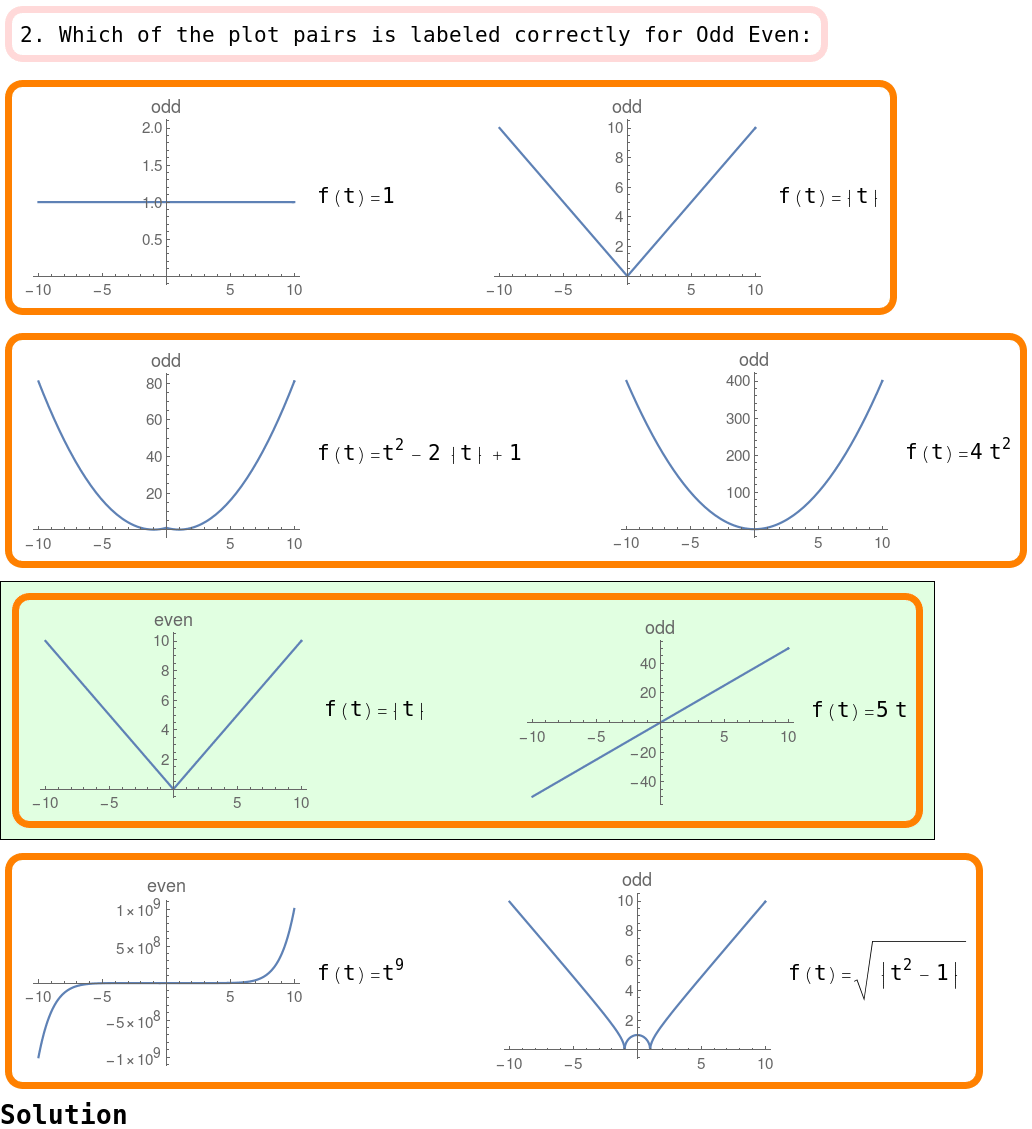 2. Which of the plot pairs is labeled correctly for Odd Even:
odd
2.0
1.5
1.0
0.5
−10 −5 5 10
f(t)=1
odd
10
8
6
4
2
−10 −5 5 10
f(t)=|t|
odd
80
60
40
20
−10 −5 5 10
f(t)=t² − 2 |t| + 1
odd
400
300
200
100
−10 −5 5 10
f(t)=4 t²
even
10
8
6
4
2
−10 −5 5 10
f(t)=|t|
odd
40
20
−10 −5 5 10
−20
−40
f(t)=5 t
even
1×10⁹
5×10⁸
−10 −5 5 10
−5×10⁸
−1×10⁹
f(t)=t⁹
odd
10
8
6
4
2
−10 −5 5 10
f(t)=√|t² − 1|
Solution